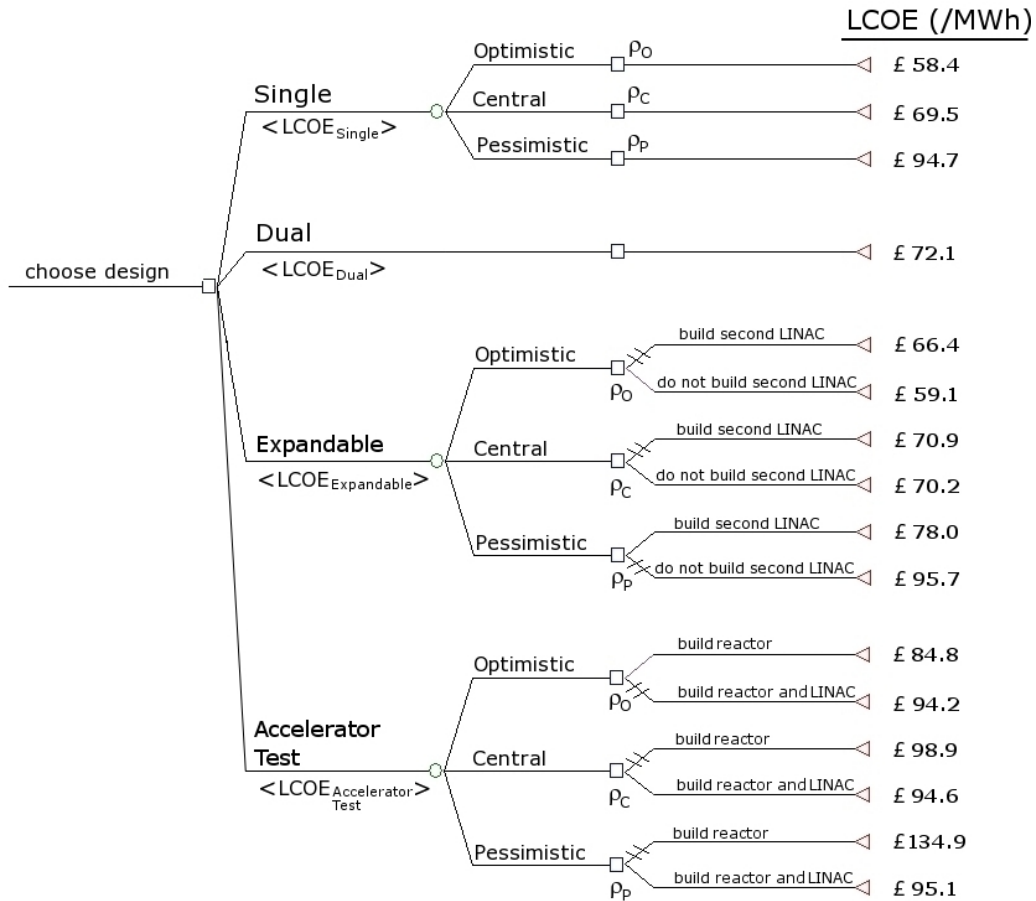 LCOE (/MWh)
Optimistic ρO £ 58.4
Single Central ρC £ 69.5
<LCOESingle>
Pessimistic ρP £ 94.7
Dual £ 72.1
<LCOEDual>
choose design
build second LINAC £ 66.4
Optimistic
ρO do not build second LINAC £ 59.1
build second LINAC £ 70.9
Expandable Central
<LCOEExpandable> ρC do not build second LINAC £ 70.2
build second LINAC £ 78.0
Pessimistic
ρP do not build second LINAC £ 95.7
build reactor £ 84.8
Optimistic
ρO build reactor and LINAC £ 94.2
Accelerator
build reactor £ 98.9
Test Central
<LCOEAccelerator Test> ρC build reactor and LINAC £ 94.6
build reactor £134.9
Pessimistic
ρP build reactor and LINAC £ 95.1